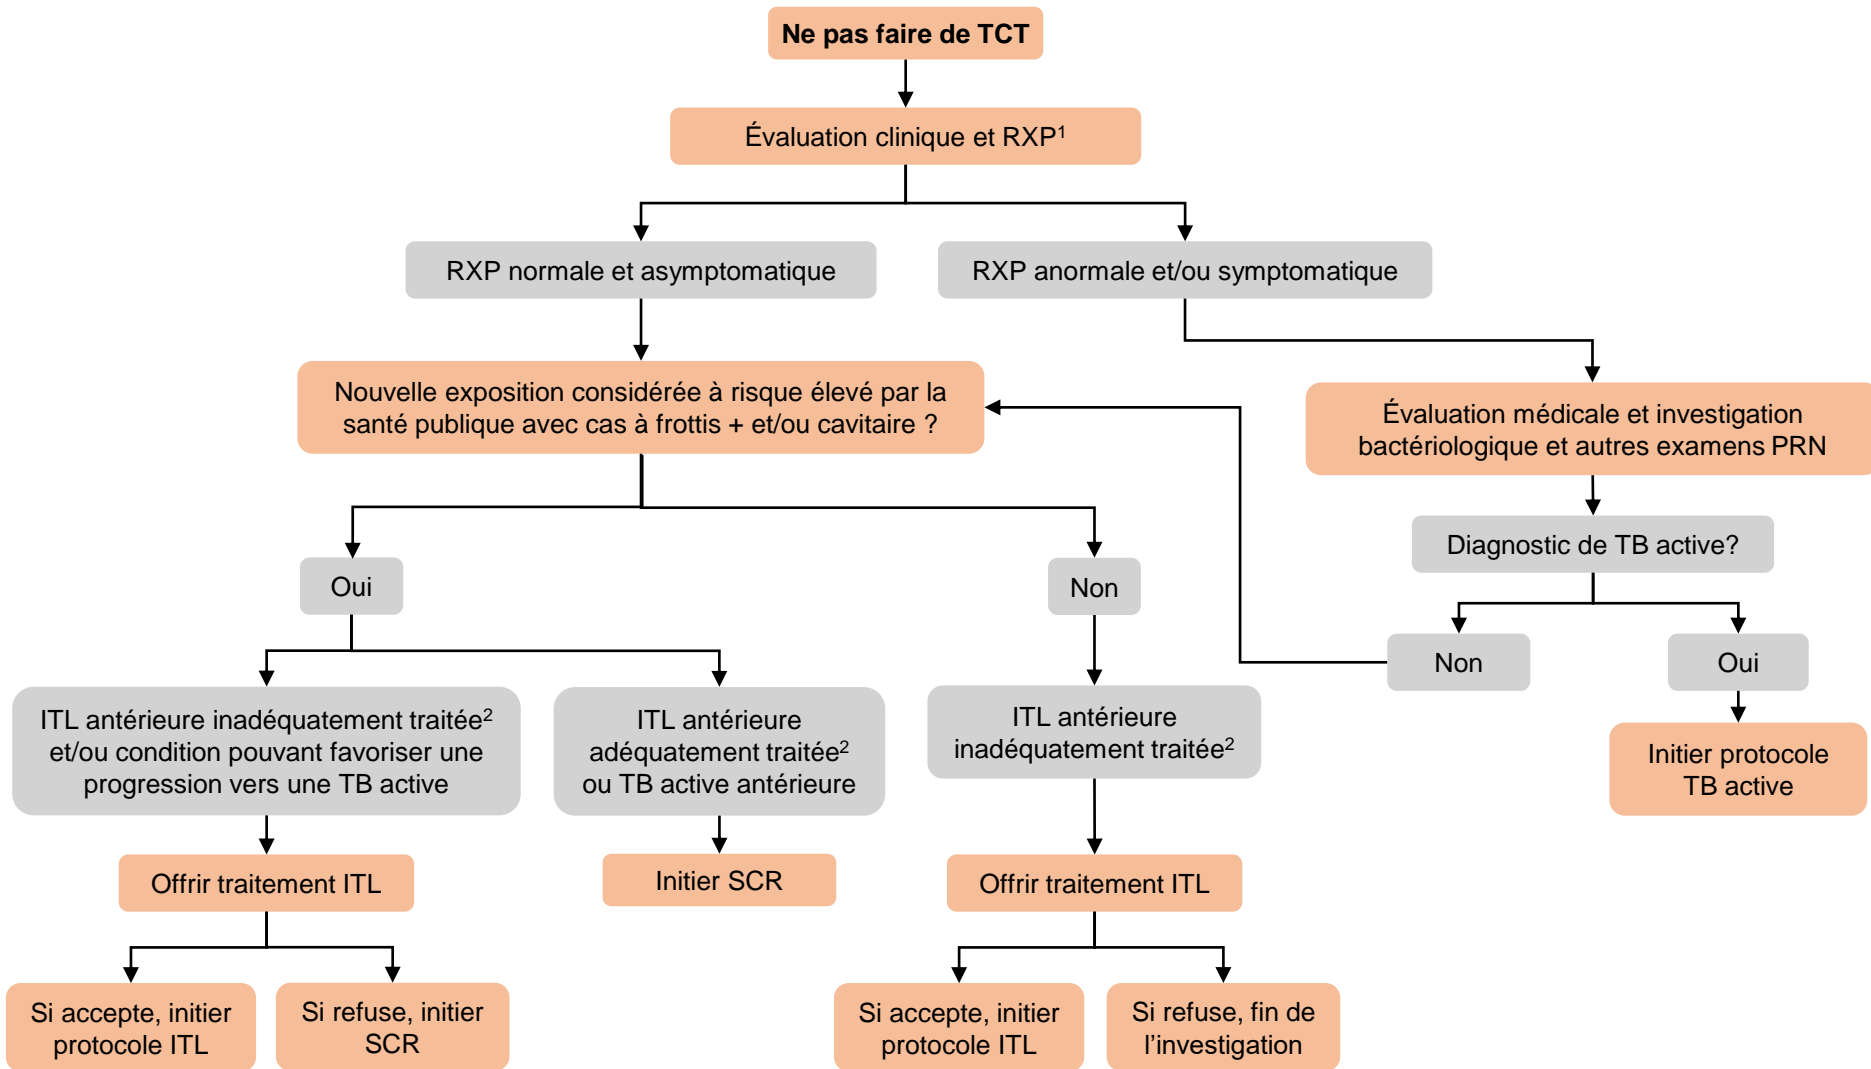 Ne pas faire de TCT
Évaluation clinique et RXP¹
RXP normale et asymptomatique
RXP anormale et/ou symptomatique
Nouvelle exposition considérée à risque élevé par la
santé publique avec cas à frottis + et/ou cavitaire ?
Évaluation médicale et investigation
bactériologique et autres examens PRN
Diagnostic de TB active?
Oui
Non
Non
Oui
ITL antérieure inadéquatement traitée²
et/ou condition pouvant favoriser une
progression vers une TB active
ITL antérieure
adéquatement traitée²
ou TB active antérieure
ITL antérieure
inadéquatement traitée²
Initier protocole
TB active
Offrir traitement ITL
Initier SCR
Offrir traitement ITL
Si accepte, initier
protocole ITL
Si refuse, initier
SCR
Si accepte, initier
protocole ITL
Si refuse, fin de
l’investigation